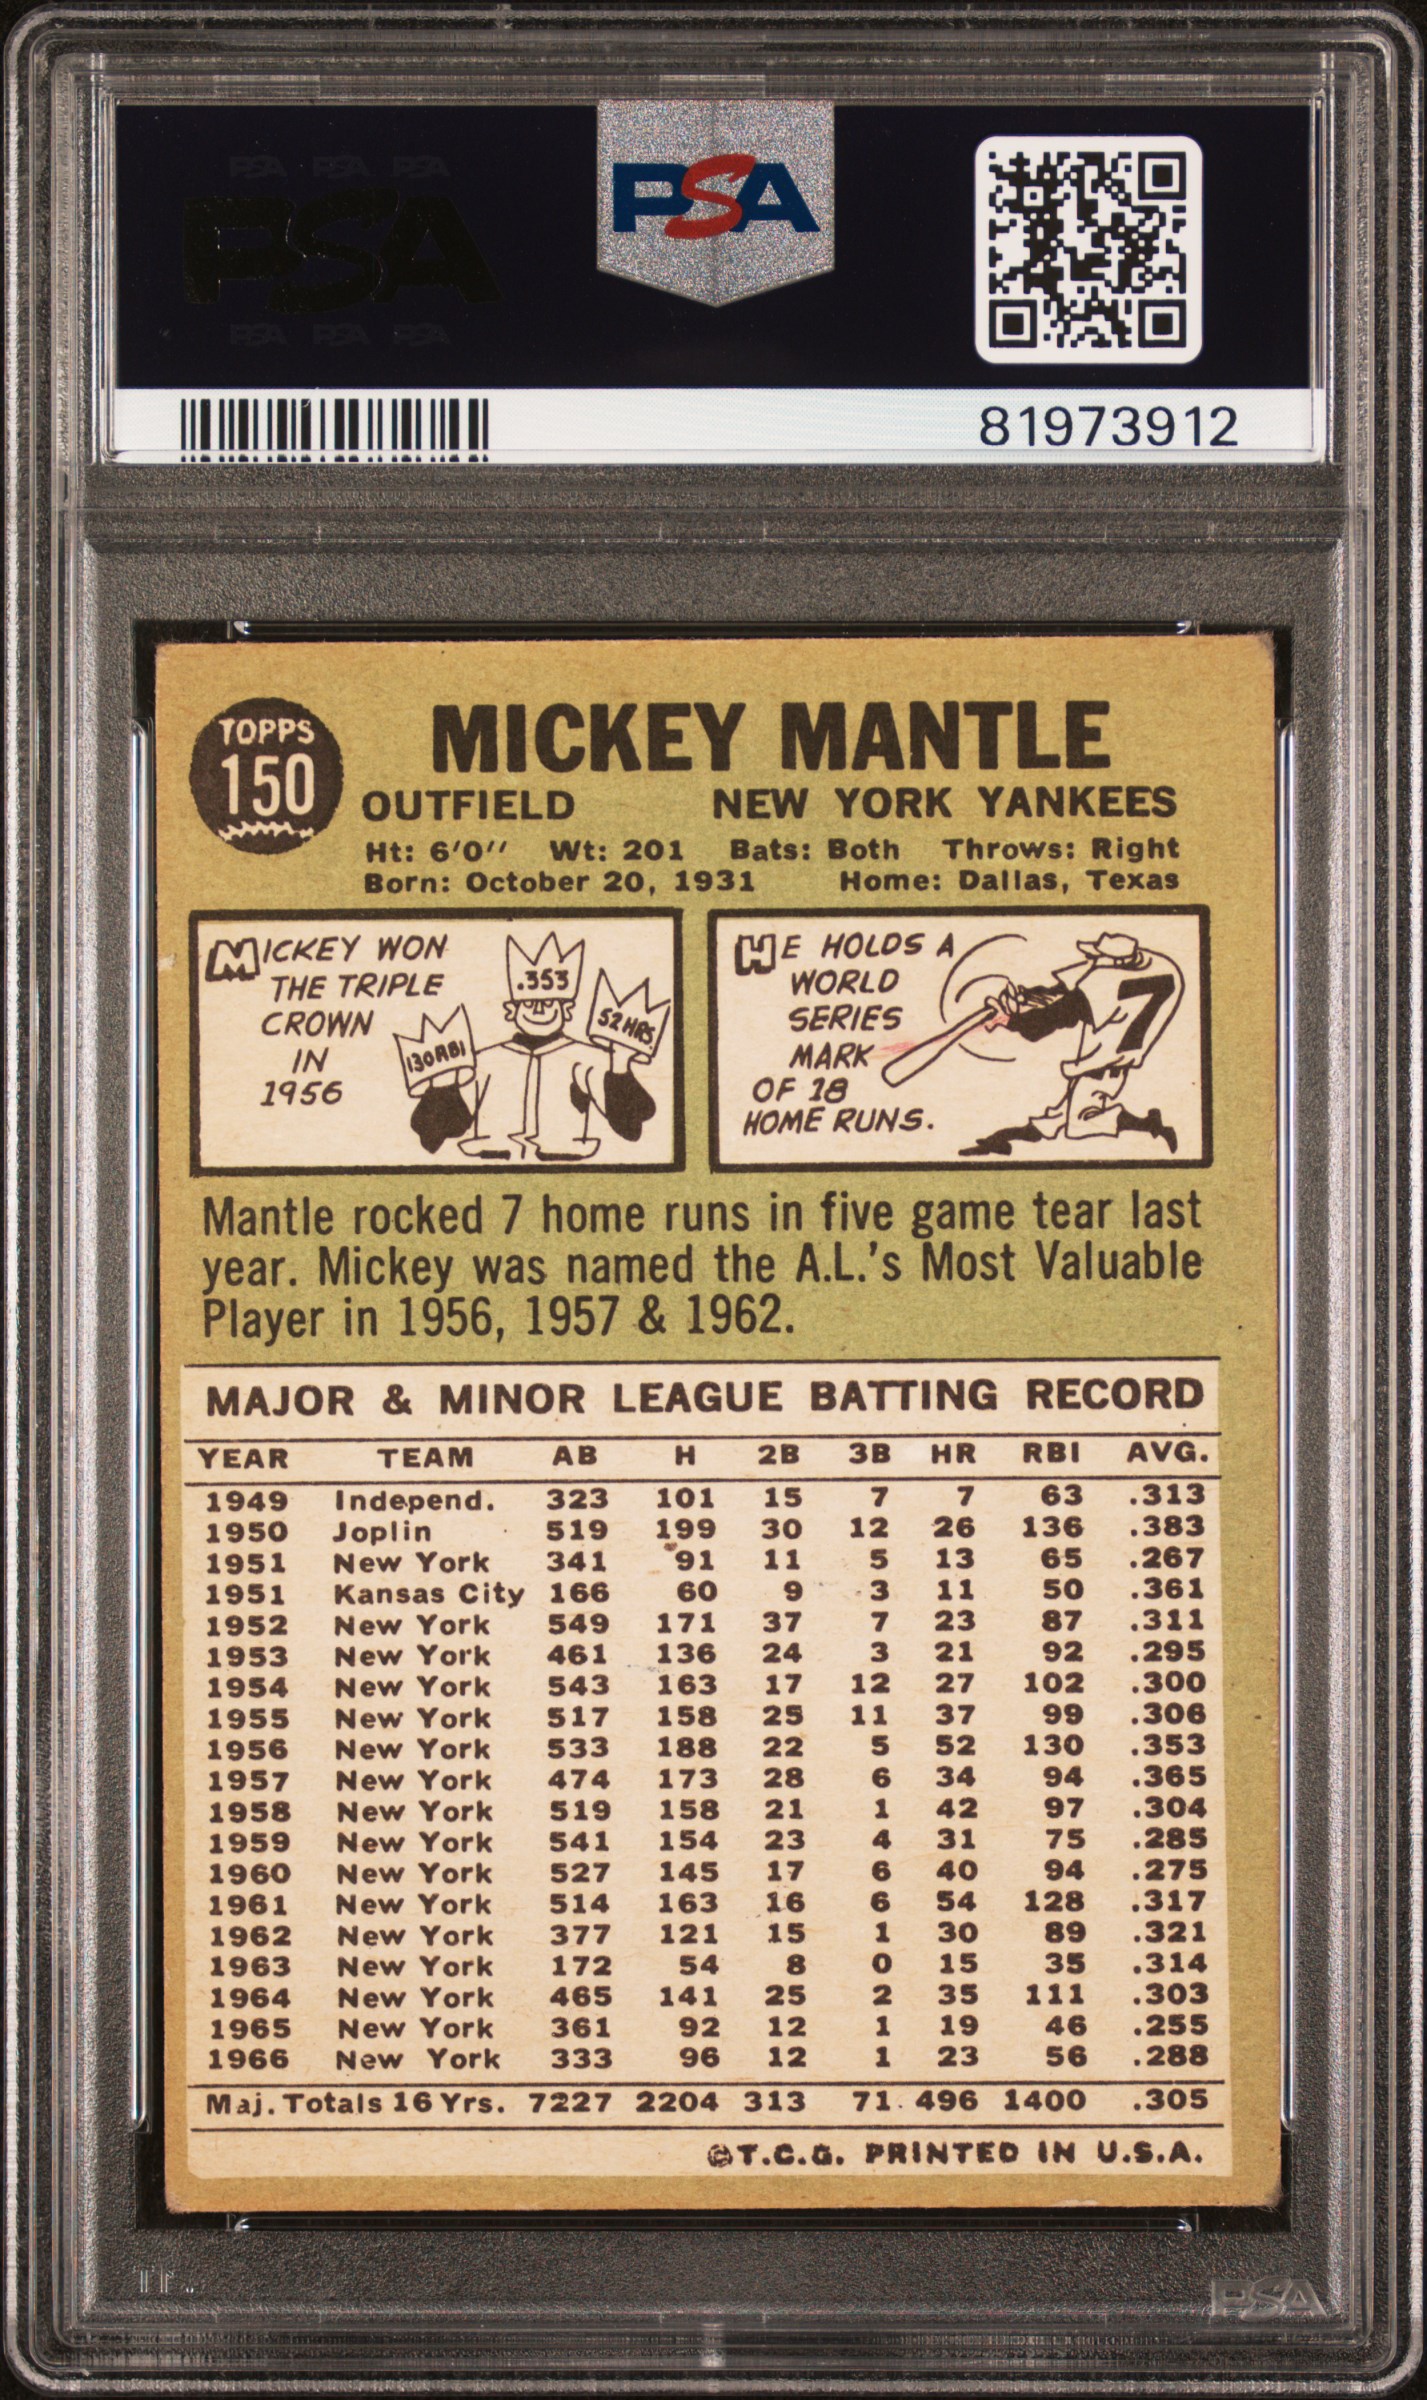 PSA PSA PSA
PSA
PSA PSA PSA
PSA
81973912
TOPPS
150
MICKEY MANTLE
OUTFIELD NEW YORK YANKEES
Ht: 6'0'' Wt: 201 Bats: Both Throws: Right
Born: October 20, 1931 Home: Dallas, Texas
MICKEY WON
THE TRIPLE
CROWN
IN
1956
.353
130 RBI
52 HRS.
HE HOLDS A
WORLD
SERIES
MARK
OF 18
HOME RUNS.
7
Mantle rocked 7 home runs in five game tear last
year. Mickey was named the A.L.'s Most Valuable
Player in 1956, 1957 & 1962.
MAJOR & MINOR LEAGUE BATTING RECORD
YEAR TEAM AB H 2B 3B HR RBI AVG.
1949 Independ. 323 101 15 7 7 63 .313
1950 Joplin 519 199 30 12 26 136 .383
1951 New York 341 91 11 5 13 65 .267
1951 Kansas City 166 60 9 3 11 50 .361
1952 New York 549 171 37 7 23 87 .311
1953 New York 461 136 24 3 21 92 .295
1954 New York 543 163 17 12 27 102 .300
1955 New York 517 158 25 11 37 99 .306
1956 New York 533 188 22 5 52 130 .353
1957 New York 474 173 28 6 34 94 .365
1958 New York 519 158 21 1 42 97 .304
1959 New York 541 154 23 4 31 75 .285
1960 New York 527 145 17 6 40 94 .275
1961 New York 514 163 16 6 54 128 .317
1962 New York 377 121 15 1 30 89 .321
1963 New York 172 54 8 0 15 35 .314
1964 New York 465 141 25 2 35 111 .303
1965 New York 361 92 12 1 19 46 .255
1966 New York 333 96 12 1 23 56 .288
Maj. Totals 16 Yrs. 7227 2204 313 71 496 1400 .305
©T.C.G. PRINTED IN U.S.A.
PSA